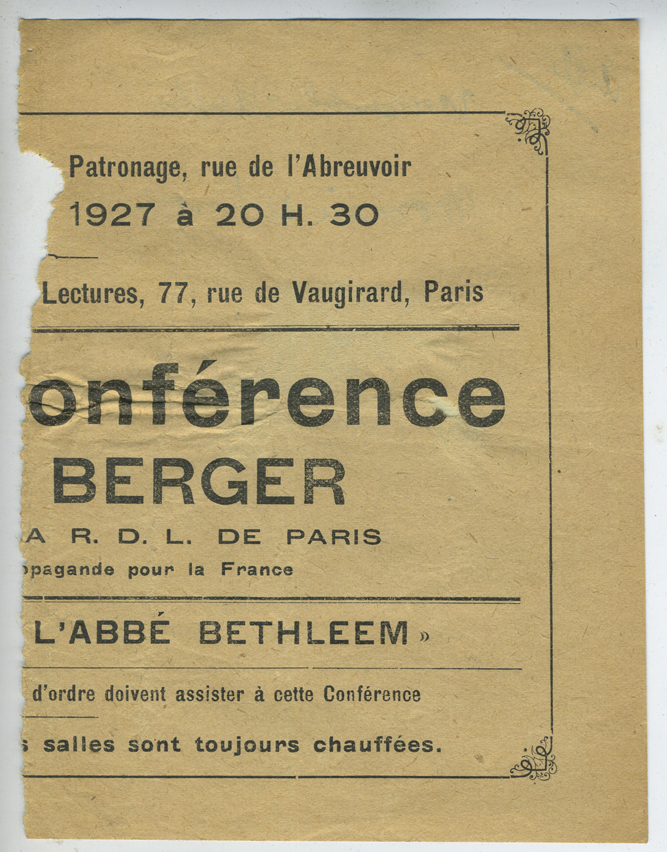 Patronage, rue de l'Abreuvoir
1927 à 20 H. 30
Lectures, 77, rue de Vaugirard, Paris
onférence
BERGER
A R. D. L. DE PARIS
opagande pour la France
L'ABBÉ BETHLEEM »
d'ordre doivent assister à cette Conférence
s salles sont toujours chauffées.